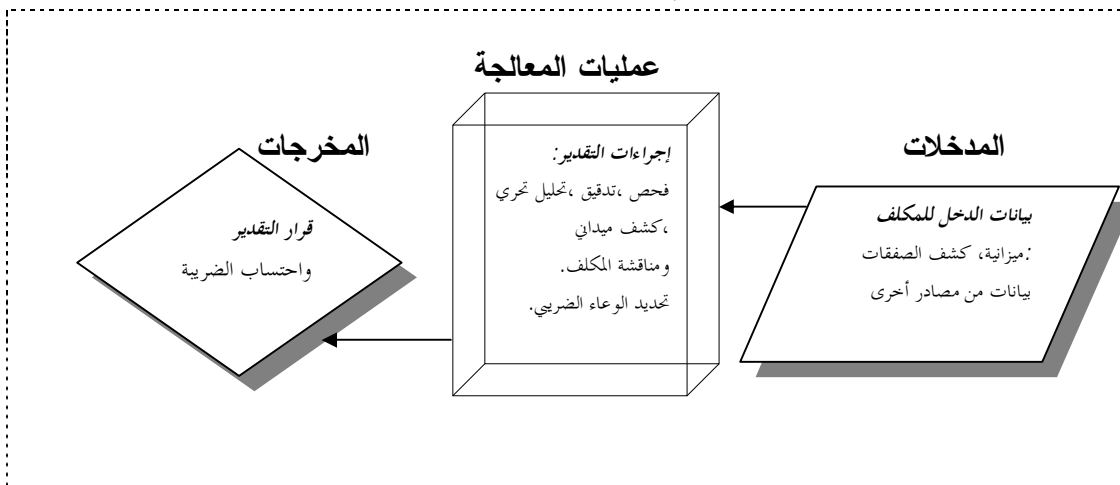 عمليات المعالجة
المدخلات
بيانات الدخل للمكلف
:ميزانية، كشف الصفقات
بيانات من مصادر أخرى
إجراءات التقدير:
فحص ،تدقيق ،تحليل تحري
،كشف ميداني
ومناقشة المكلف.
تحديد الوعاء الضريبي.
المخرجات
قرار التقدير
واحتساب الضريبة